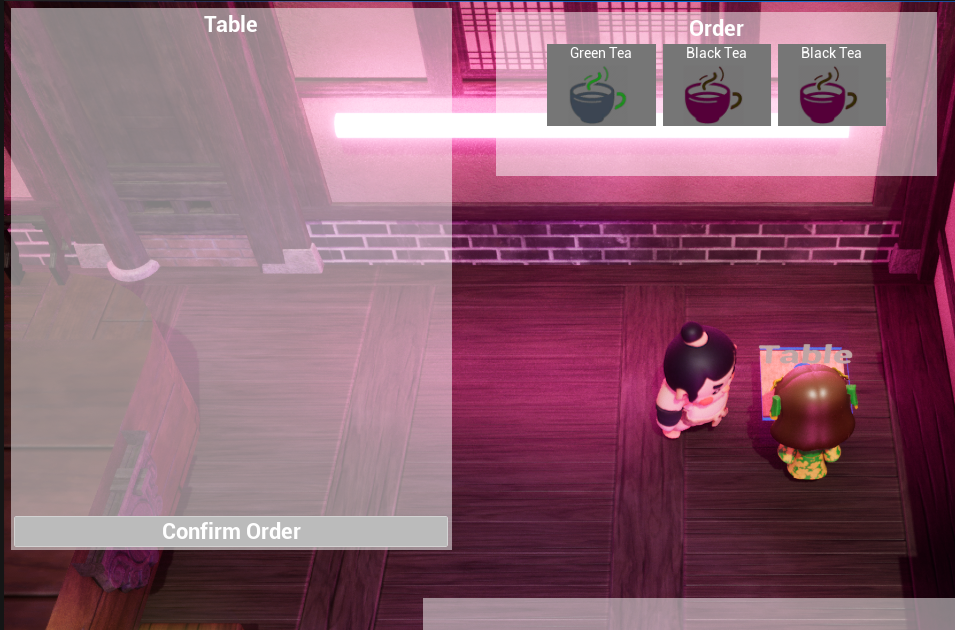 Table
Order
Green Tea
Black Tea
Black Tea
Table
Confirm Order